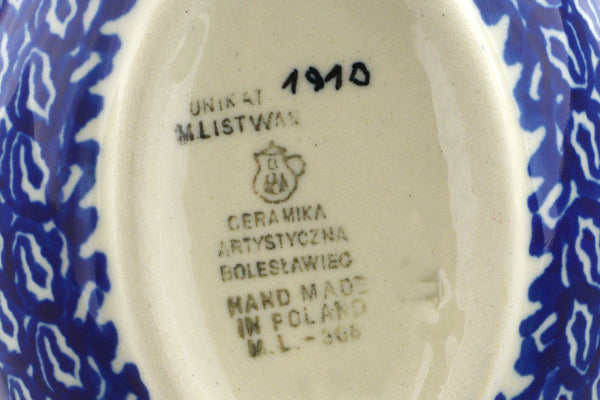 UNIKAT 1910
M.LISTWAN
CERAMIKA
ARTYSTYCZNA
BOLESŁAWIEC
HAND MADE
IN POLAND
M.L.-